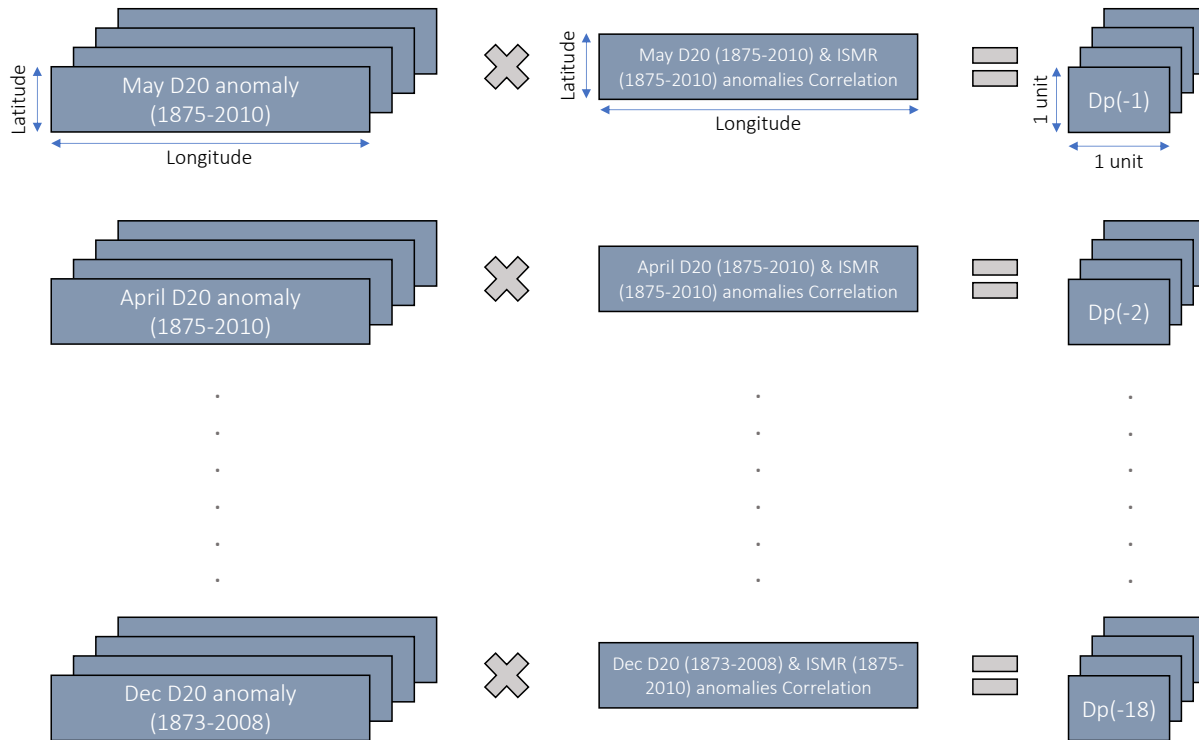 May D20 anomaly
(1875-2010)
Latitude
Longitude
May D20 (1875-2010) & ISMR
(1875-2010) anomalies Correlation
Latitude
Longitude
Dp(-1)
1 unit
1 unit
April D20 anomaly
(1875-2010)
April D20 (1875-2010) & ISMR
(1875-2010) anomalies Correlation
Dp(-2)
Dec D20 anomaly
(1873-2008)
Dec D20 (1873-2008) & ISMR (1875-
2010) anomalies Correlation
Dp(-18)